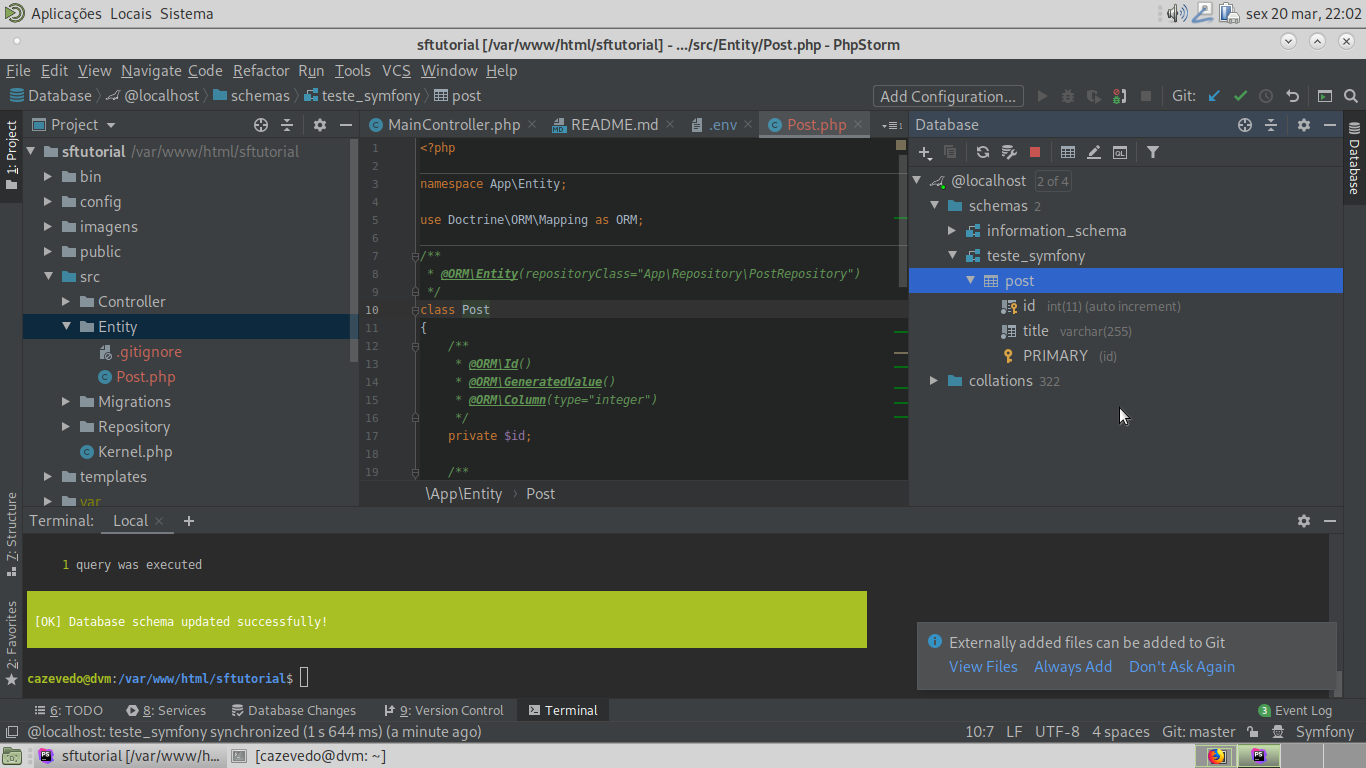 Aplicações Locais Sistema
sex 20 mar, 22:02
sftutorial [/var/www/html/sftutorial] - .../src/Entity/Post.php - PhpStorm
File Edit View Navigate Code Refactor Run Tools VCS Window Help
Database @localhost schemas teste_symfony post
Add Configuration... Git:
1: Project
Project
sftutorial /var/www/html/sftutorial
bin
config
imagens
public
src
Controller
Entity
.gitignore
Post.php
Migrations
Repository
Kernel.php
templates
var
MainController.php README.md .env Post.php
1 <?php
2
3 namespace App\Entity;
4
5 use Doctrine\ORM\Mapping as ORM;
6
7 /**
8 * @ORM\Entity(repositoryClass="App\Repository\PostRepository")
9 */
10 class Post
11 {
12 /**
13 * @ORM\Id()
14 * @ORM\GeneratedValue()
15 * @ORM\Column(type="integer")
16 */
17 private $id;
18
19 /**
\App\Entity › Post
Database
@localhost 2 of 4
schemas 2
information_schema
teste_symfony
post
id int(11) (auto increment)
title varchar(255)
PRIMARY (id)
collations 322
Database
7: Structure
2: Favorites
Terminal: Local
1 query was executed
[OK] Database schema updated successfully!
cazevedo@dvm:/var/www/html/sftutorial$
Externally added files can be added to Git
View Files Always Add Don't Ask Again
6: TODO 8: Services Database Changes 9: Version Control Terminal
3 Event Log
@localhost: teste_symfony synchronized (1 s 644 ms) (a minute ago)
10:7 LF UTF-8 4 spaces Git: master Symfony
sftutorial [/var/www/h... [cazevedo@dvm: ~]